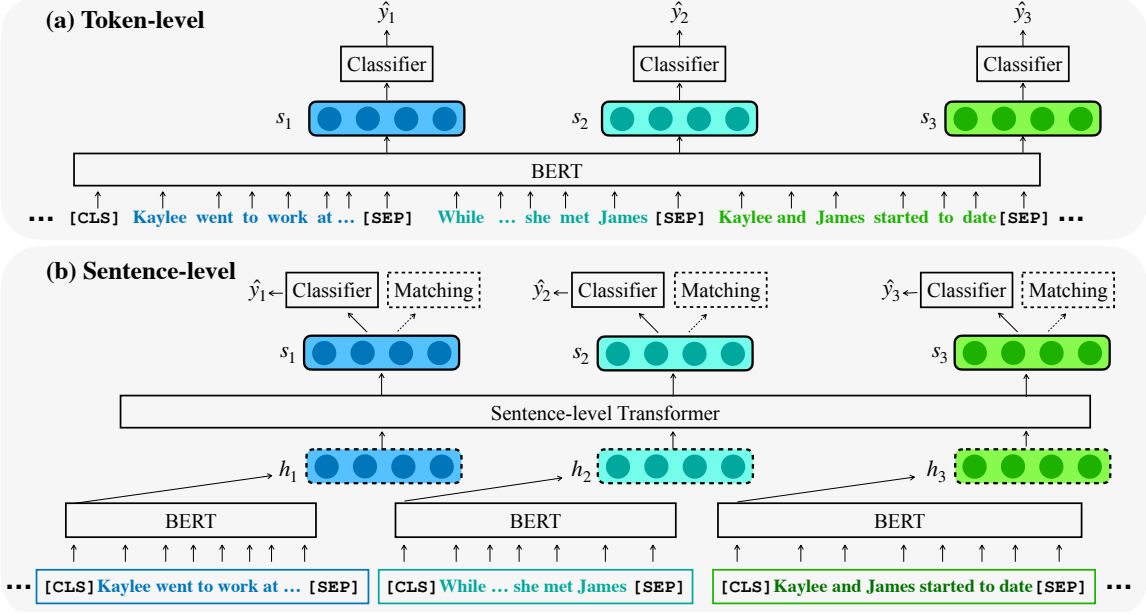 (a) Token-level
ŷ₁ ŷ₂ ŷ₃
Classifier Classifier Classifier
s₁ s₂ s₃
BERT
... [CLS] Kaylee went to work at ... [SEP] While ... she met James [SEP] Kaylee and James started to date [SEP] ...
(b) Sentence-level
ŷ₁ Classifier Matching ŷ₂ Classifier Matching ŷ₃ Classifier Matching
s₁ s₂ s₃
Sentence-level Transformer
h₁ h₂ h₃
BERT BERT BERT
... [CLS] Kaylee went to work at ... [SEP] [CLS] While ... she met James [SEP] [CLS] Kaylee and James started to date [SEP] ...